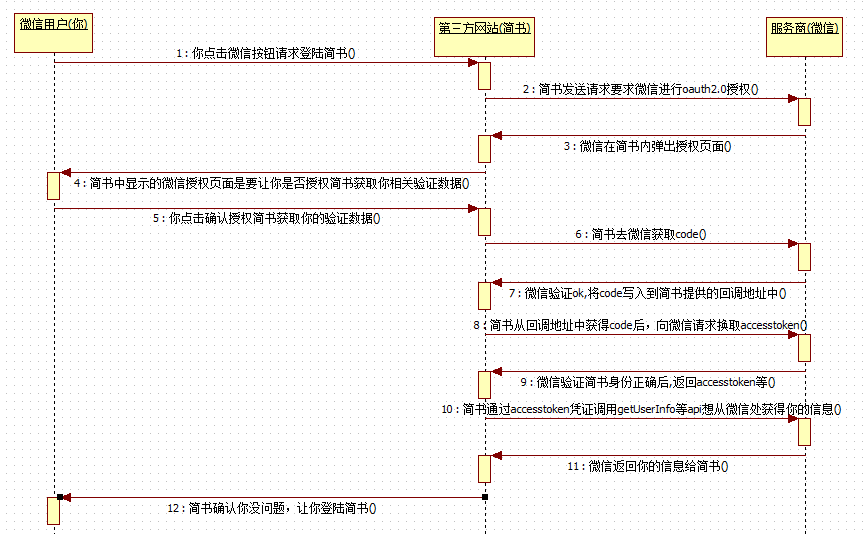 微信用户(你)
第三方网站(简书)
服务商(微信)
1 : 你点击微信按钮请求登陆简书()
2 : 简书发送请求要求微信进行oauth2.0授权()
3 : 微信在简书内弹出授权页面()
4 : 简书中显示的微信授权页面是要让你是否授权简书获取你相关验证数据()
5 : 你点击确认授权简书获取你的验证数据()
6 : 简书去微信获取code()
7 : 微信验证ok,将code写入到简书提供的回调地址中()
8 : 简书从回调地址中获得code后，向微信请求换取accesstoken()
9 : 微信验证简书身份正确后,返回accesstoken等()
10 : 简书通过accesstoken凭证调用getUserInfo等api想从微信处获得你的信息()
11 : 微信返回你的信息给简书()
12 : 简书确认你没问题，让你登陆简书()